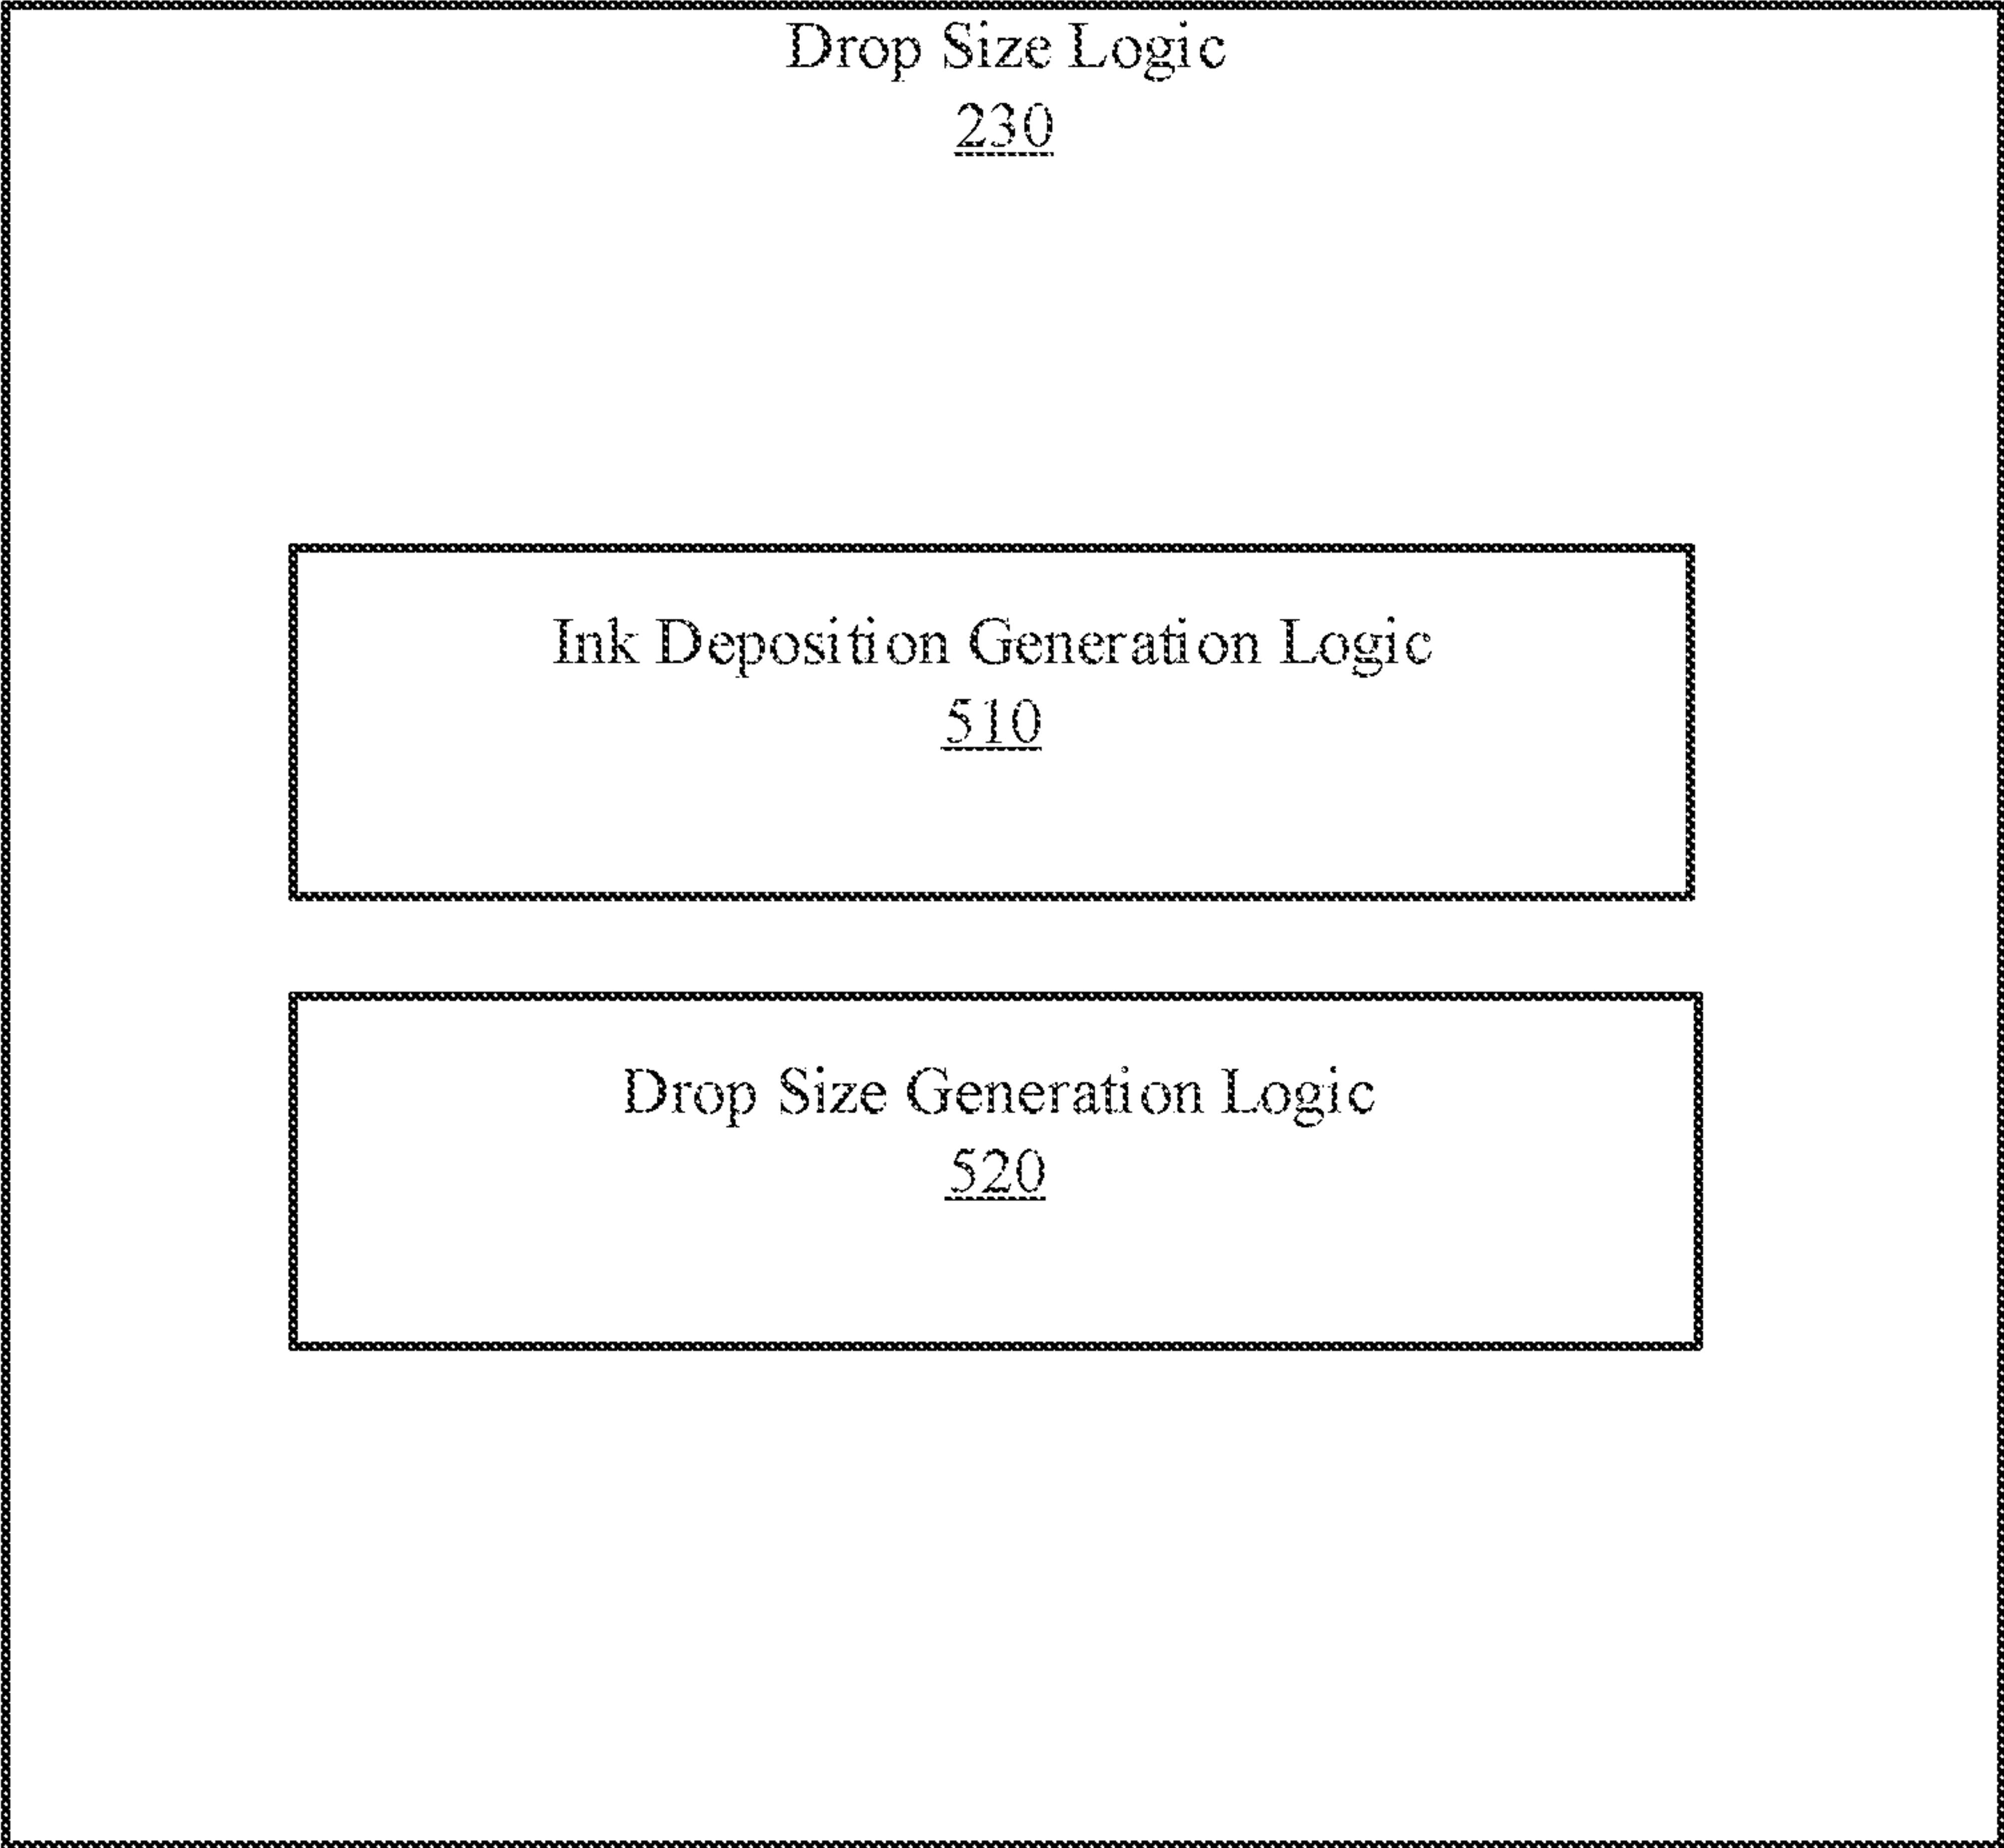 Drop Size Logic
230
Ink Deposition Generation Logic
510
Drop Size Generation Logic
520